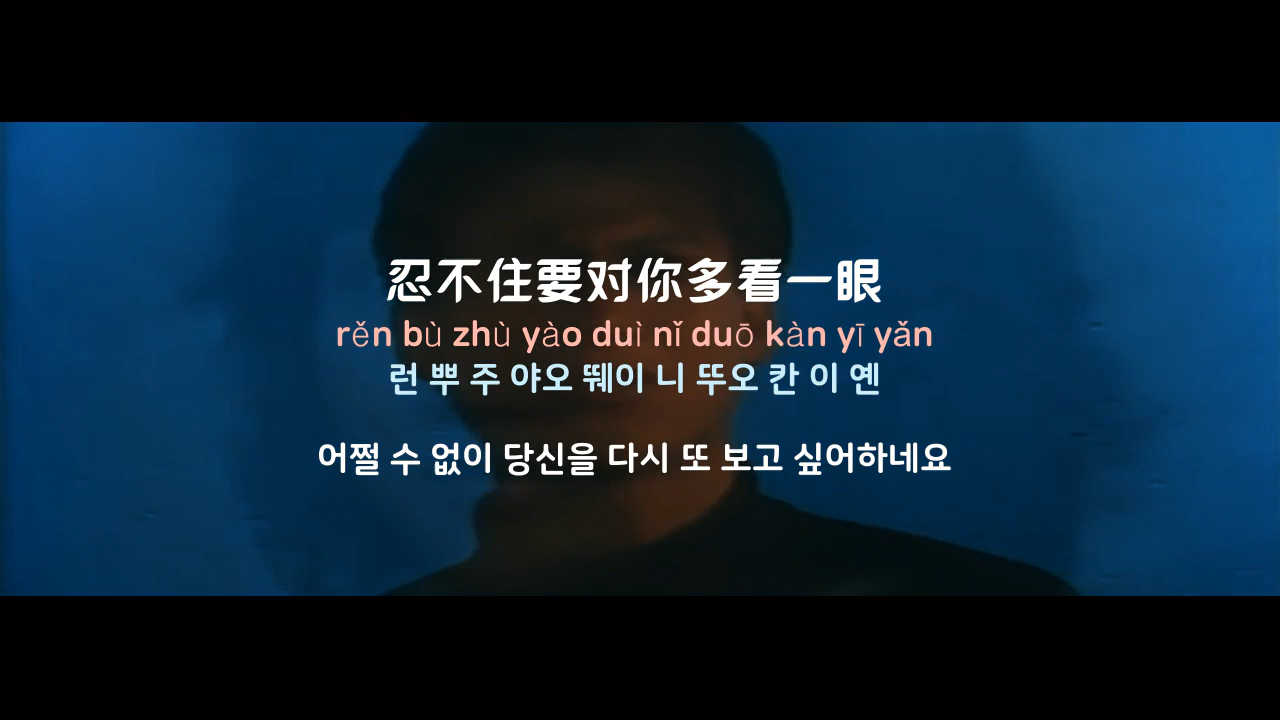 忍不住要对你多看一眼
rěn bù zhù yào duì nǐ duō kàn yī yǎn
런 뿌 주 야오 뛔이 니 뚜오 칸 이 옌
어쩔 수 없이 당신을 다시 또 보고 싶어하네요